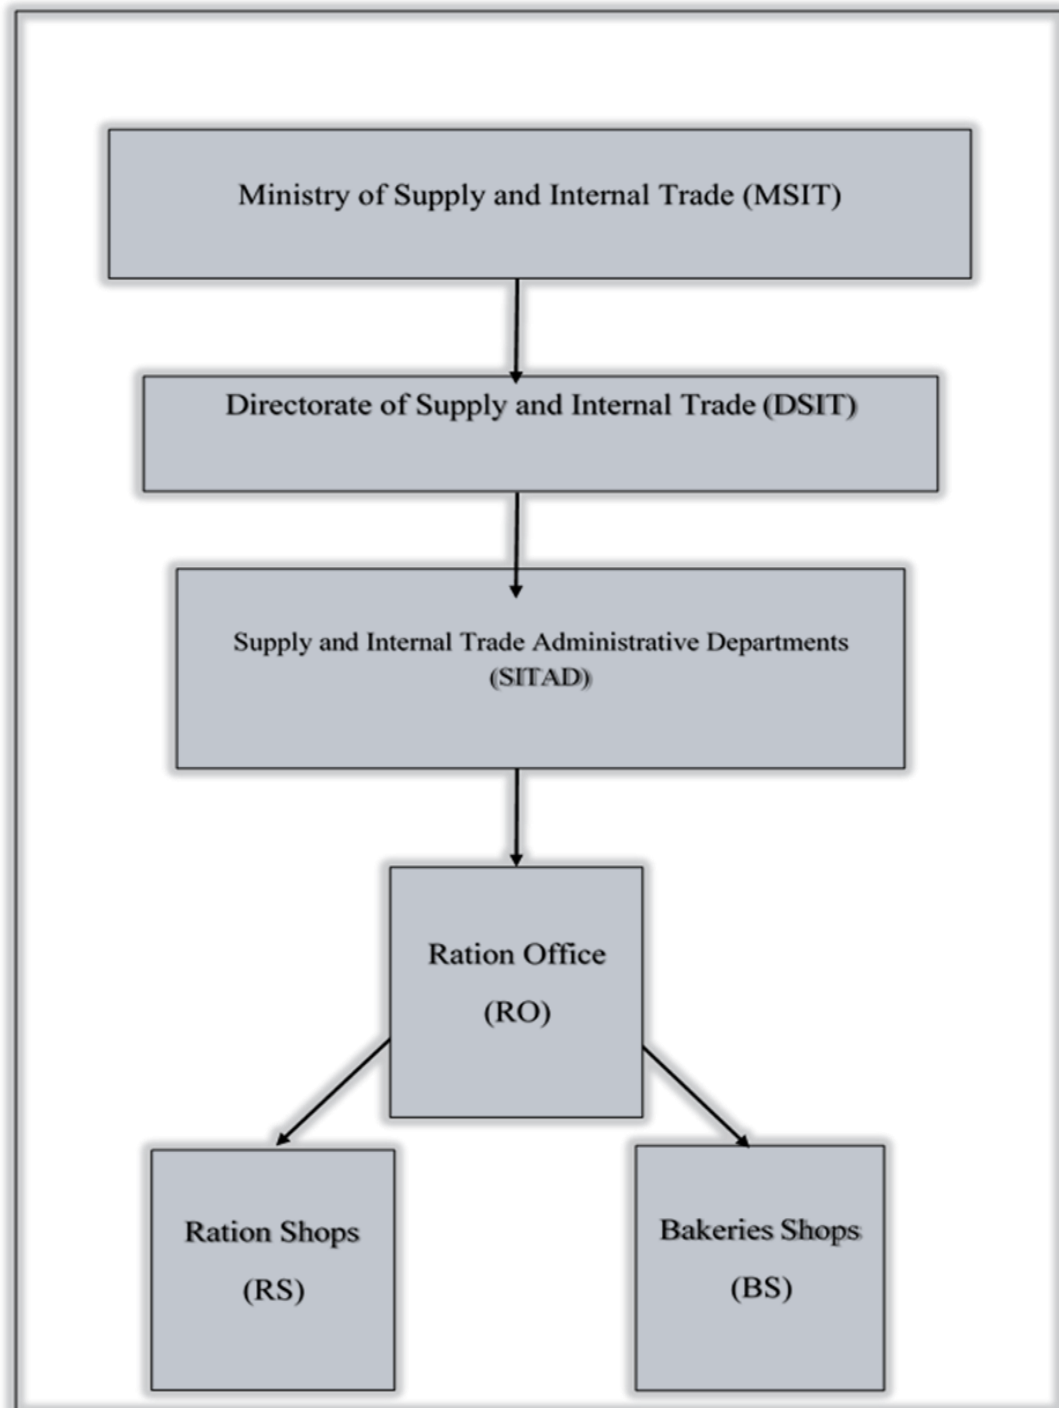 Ministry of Supply and Internal Trade (MSIT)
Directorate of Supply and Internal Trade (DSIT)
Supply and Internal Trade Administrative Departments
(SITAD)
Ration Office
(RO)
Ration Shops
(RS)
Bakeries Shops
(BS)